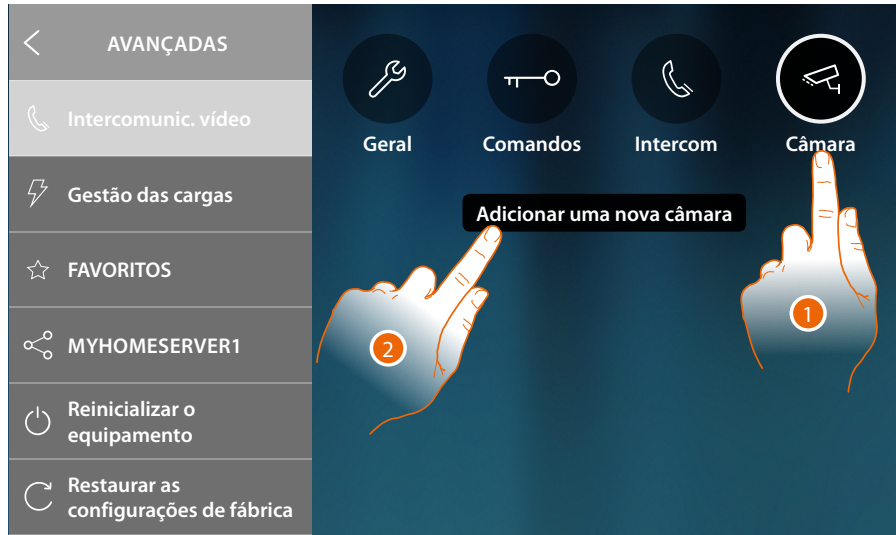 AVANÇADAS
Intercomunic. vídeo
Gestão das cargas
FAVORITOS
MYHOMESERVER1
Reinicializar o
equipamento
Restaurar as
configurações de fábrica
Geral
Comandos
Intercom
Câmara
Adicionar uma nova câmara
1
2